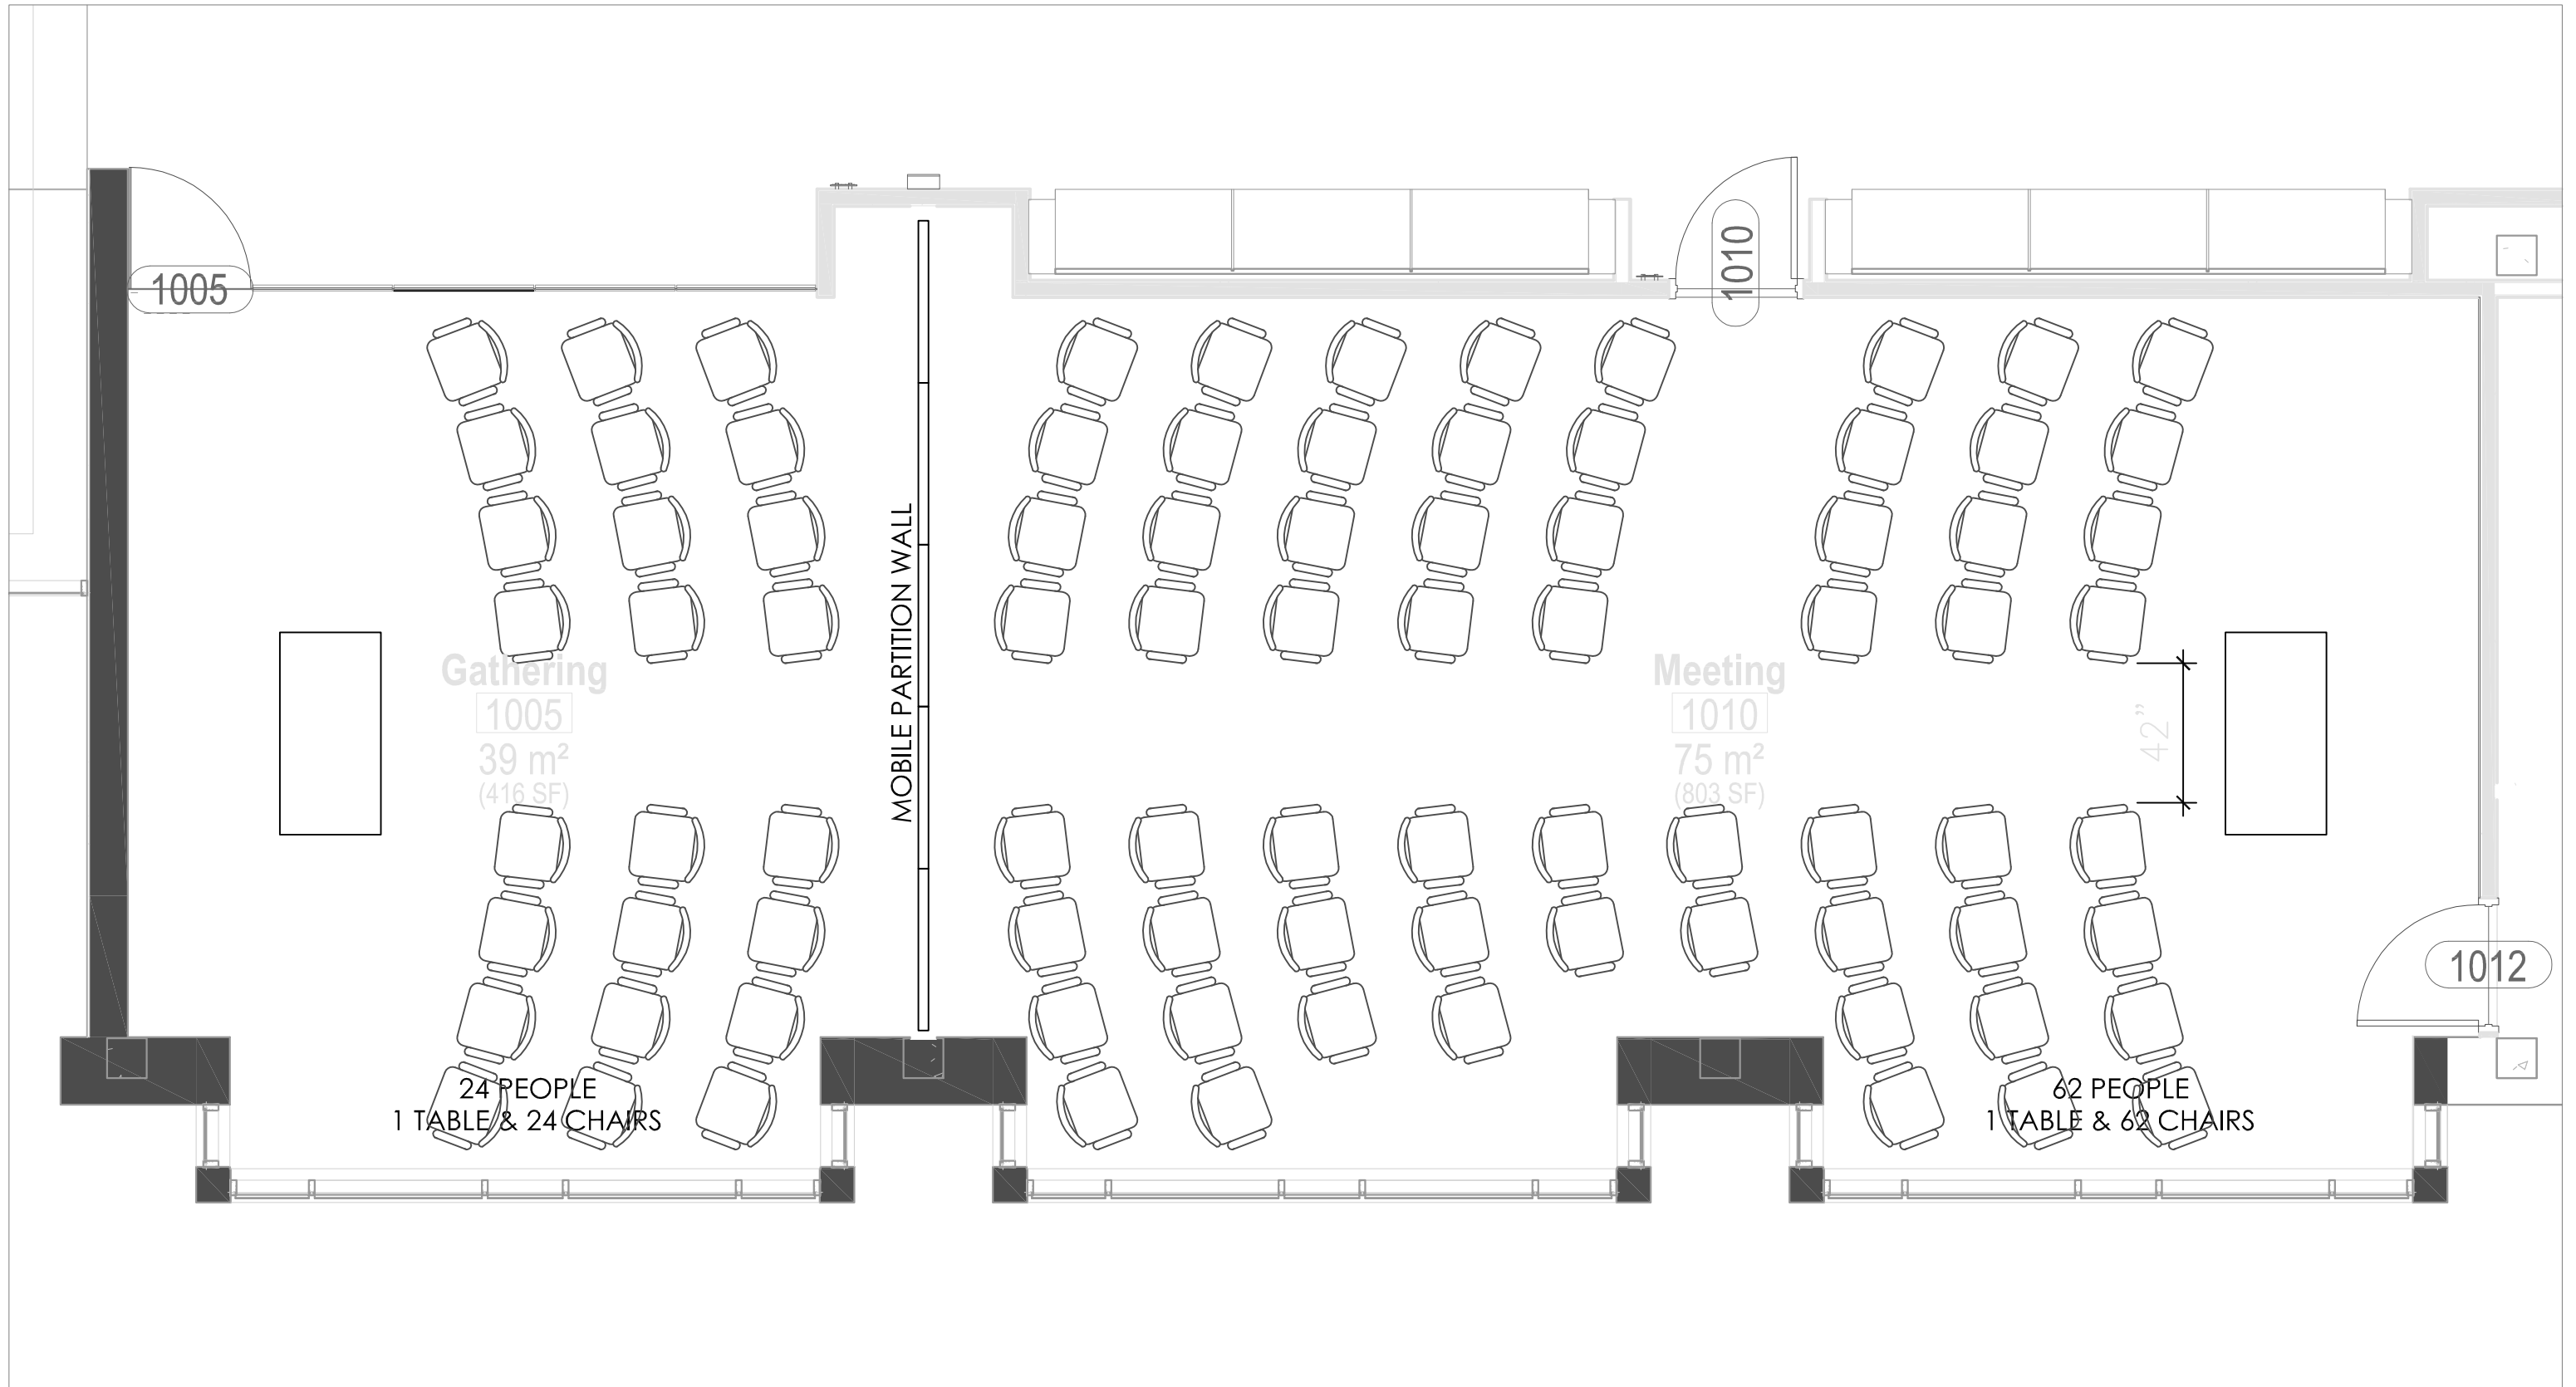 1005
1010
MOBILE PARTITION WALL
Gathering
1005
39 m²
(416 SF)
Meeting
1010
75 m²
(803 SF)
42”
1012
24 PEOPLE
1 TABLE & 24 CHAIRS
62 PEOPLE
1 TABLE & 62 CHAIRS